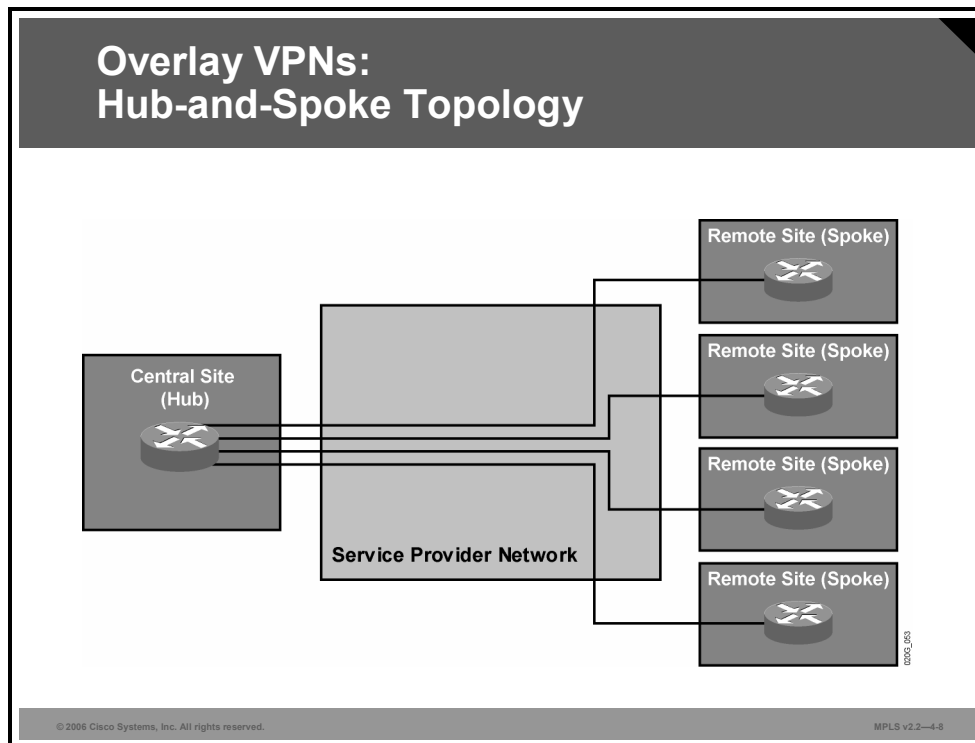 Overlay VPNs:
Hub-and-Spoke Topology
Central Site
(Hub)
Service Provider Network
Remote Site (Spoke)
Remote Site (Spoke)
Remote Site (Spoke)
Remote Site (Spoke)
020G_053
© 2006 Cisco Systems, Inc. All rights reserved.
MPLS v2.2—4-8